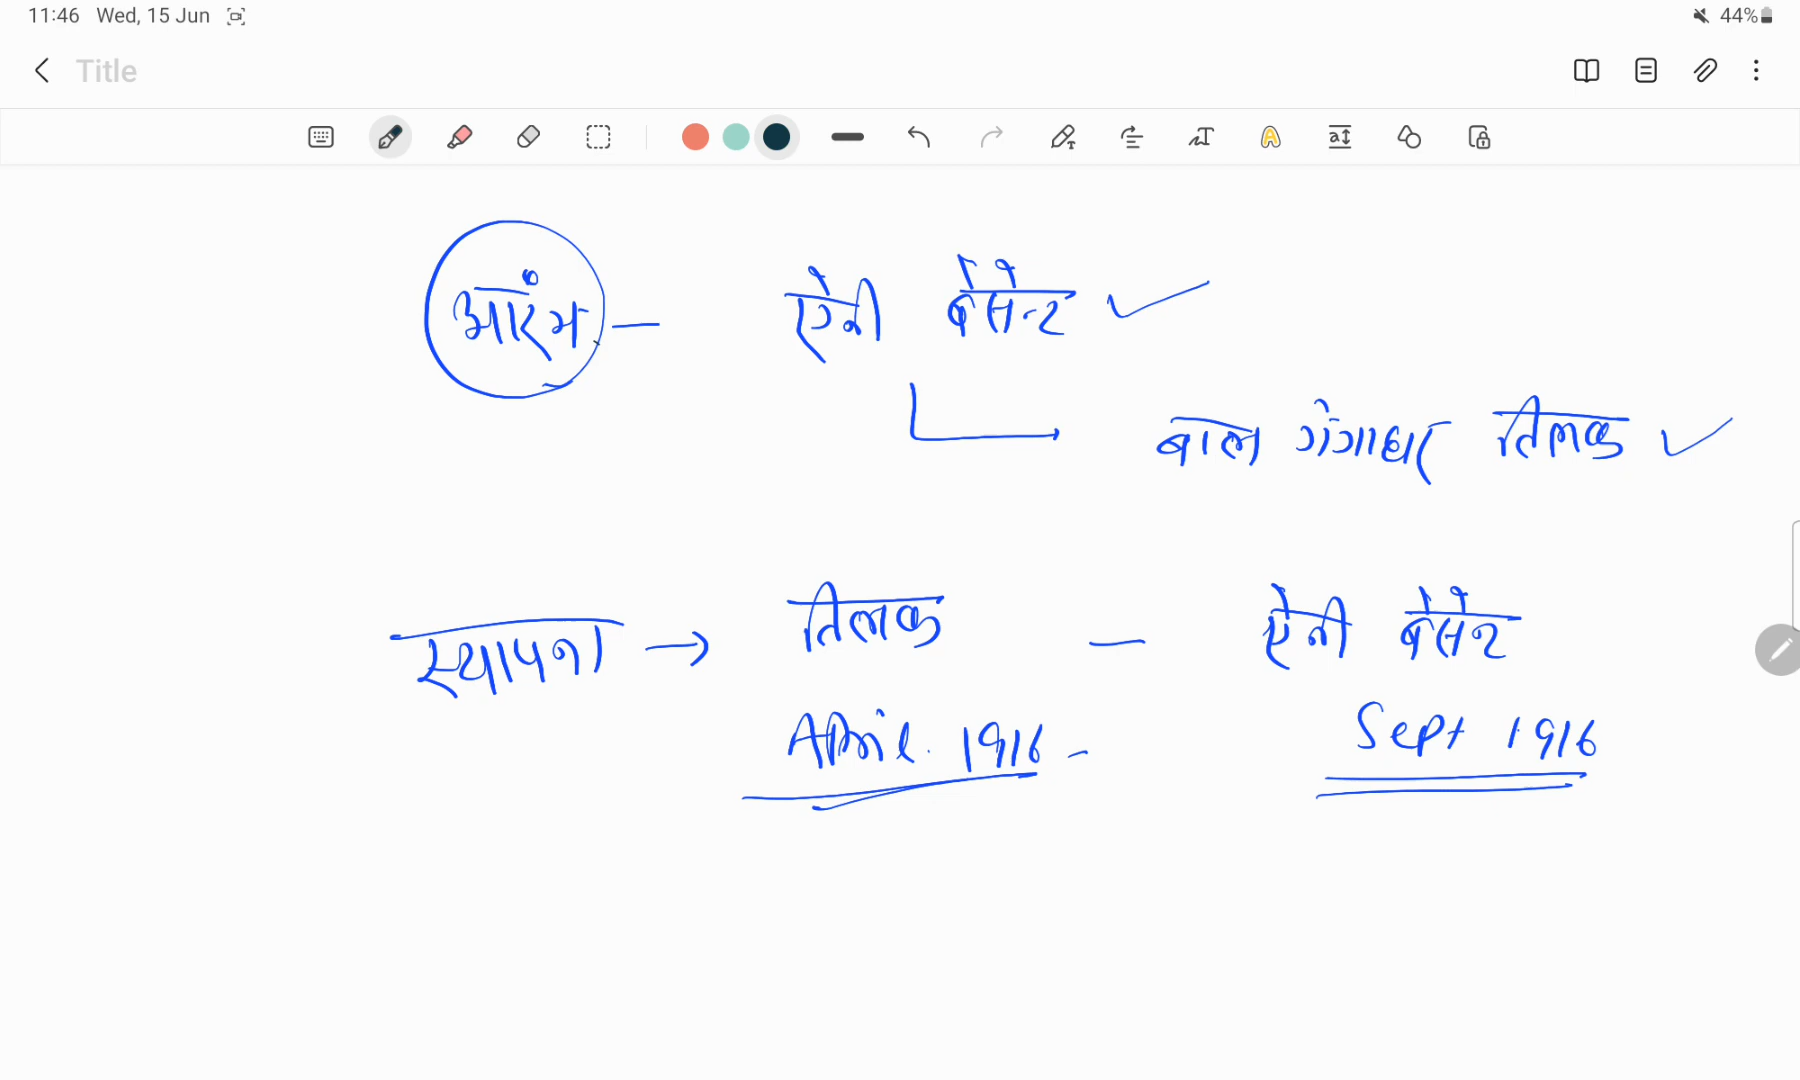 11:46 Wed, 15 Jun 44%
Title
आरंभ — ऐनी बेसेन्ट
बाल गंगाधर तिलक
स्थापना → तिलक — ऐनी बेसेन्ट
April 1916 - Sept 1916